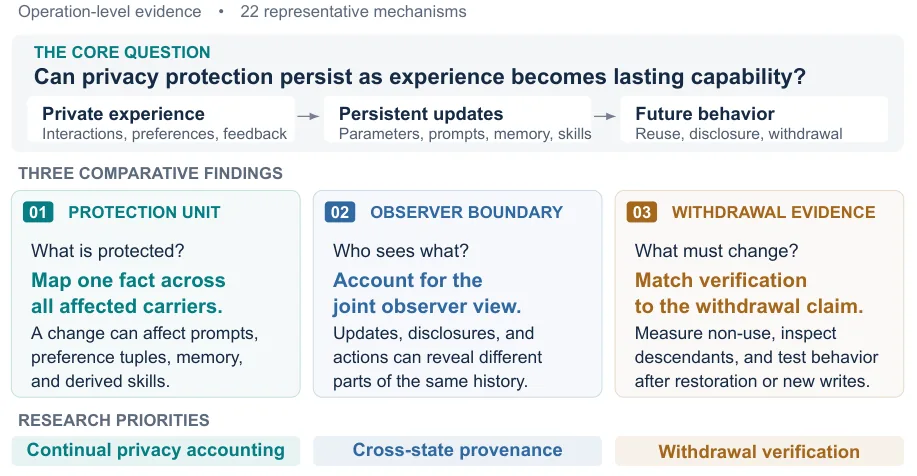 Operation-level evidence • 22 representative mechanisms
THE CORE QUESTION
Can privacy protection persist as experience becomes lasting capability?
Private experience
Interactions, preferences, feedback
Persistent updates
Parameters, prompts, memory, skills
Future behavior
Reuse, disclosure, withdrawal
THREE COMPARATIVE FINDINGS
01 PROTECTION UNIT
What is protected?
Map one fact across
all affected carriers.
A change can affect prompts,
preference tuples, memory,
and derived skills.
02 OBSERVER BOUNDARY
Who sees what?
Account for the
joint observer view.
Updates, disclosures, and
actions can reveal different
parts of the same history.
03 WITHDRAWAL EVIDENCE
What must change?
Match verification
to the withdrawal claim.
Measure non-use, inspect
descendants, and test behavior
after restoration or new writes.
RESEARCH PRIORITIES
Continual privacy accounting
Cross-state provenance
Withdrawal verification